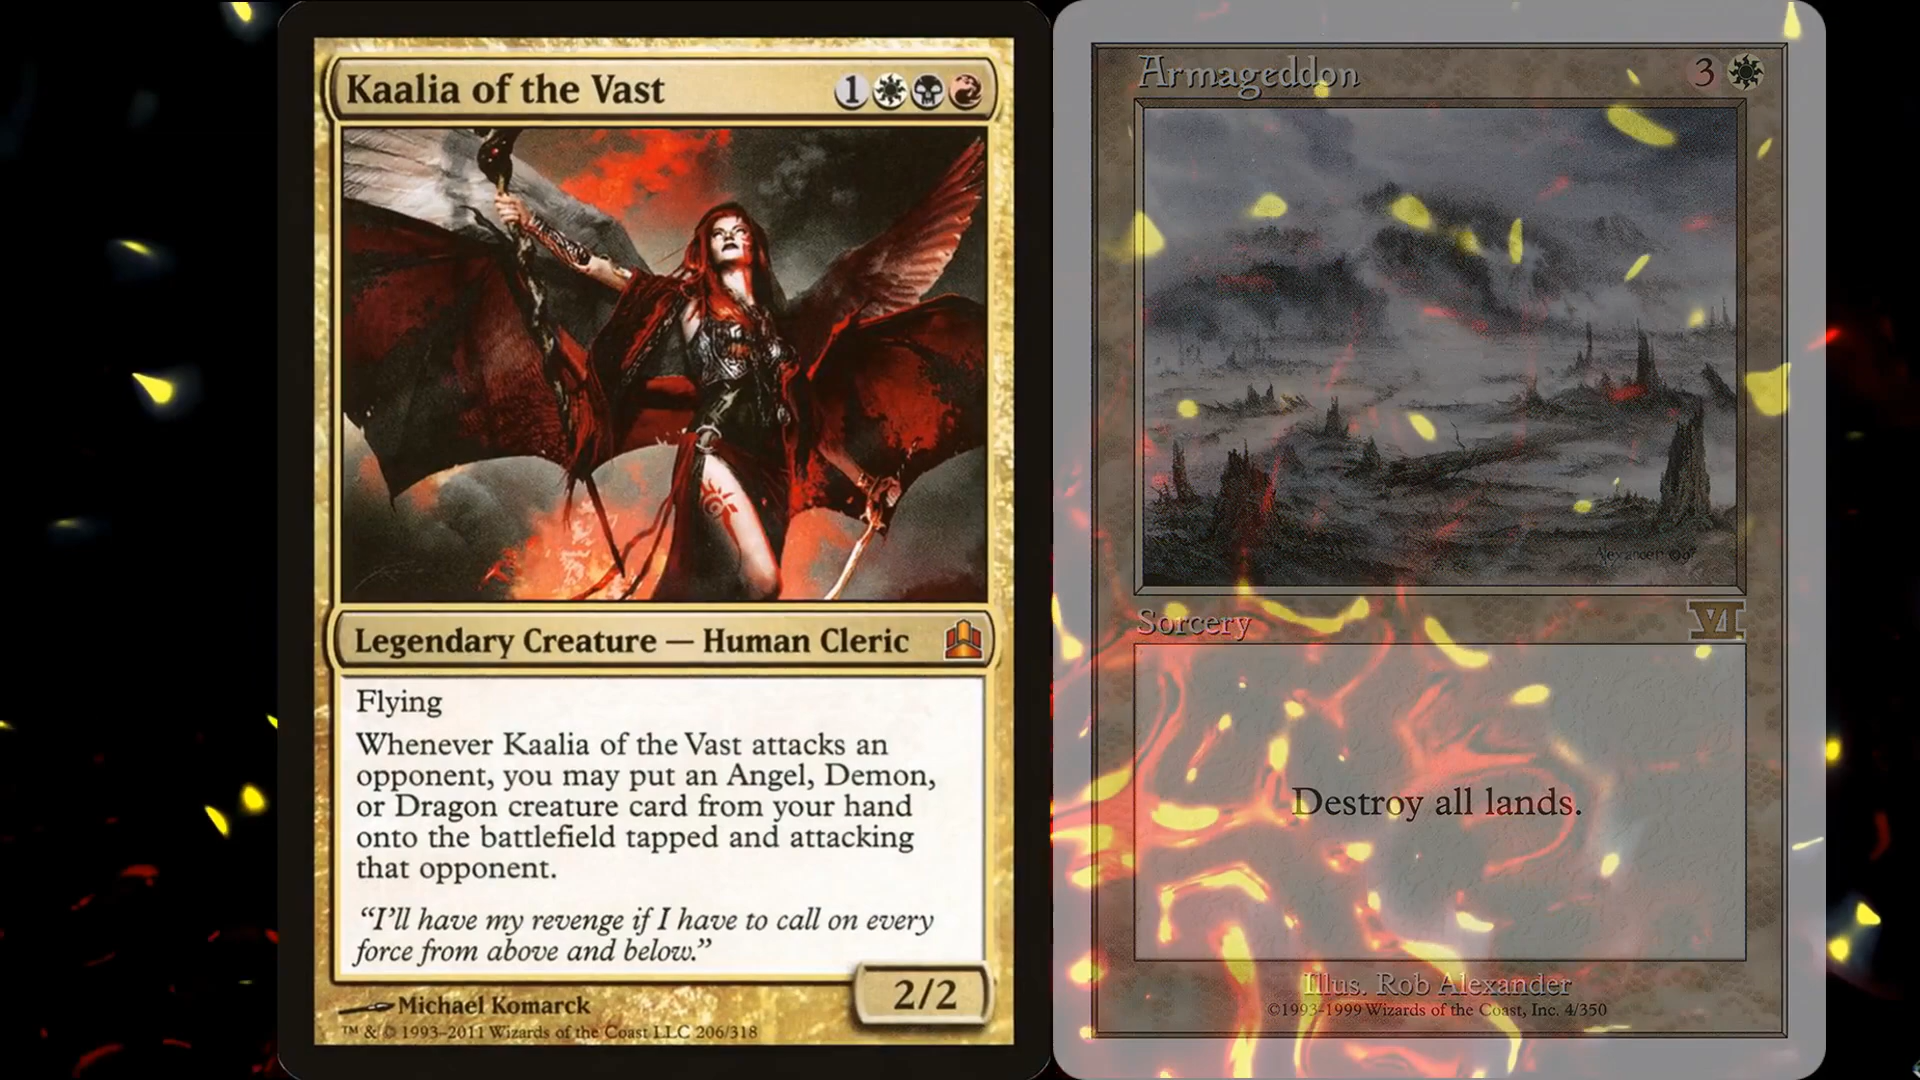 Kaalia of the Vast
1
Legendary Creature — Human Cleric
Flying
Whenever Kaalia of the Vast attacks an
opponent, you may put an Angel, Demon,
or Dragon creature card from your hand
onto the battlefield tapped and attacking
that opponent.
“I’ll have my revenge if I have to call on every
force from above and below.”
2/2
Michael Komarck
™ & © 1993–2011 Wizards of the Coast LLC 206/318
Armageddon
3
Sorcery
VI
Destroy all lands.
Illus. Rob Alexander
©1993-1999 Wizards of the Coast, Inc. 4/350